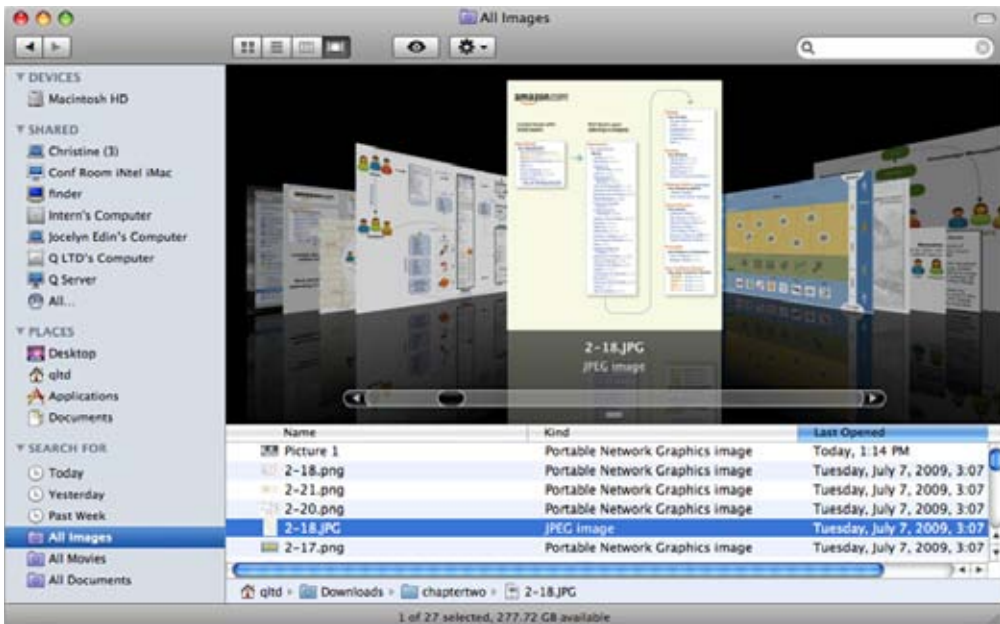 All Images
DEVICES
Macintosh HD
SHARED
Christine (3)
Conf Room iNtel iMac
finder
Intern's Computer
Jocelyn Edin's Computer
Q LTD's Computer
Q Server
All...
PLACES
Desktop
qltd
Applications
Documents
SEARCH FOR
Today
Yesterday
Past Week
All Images
All Movies
All Documents
amazon.com
2-18.JPG
JPEG image
Name Kind Last Opened
Picture 1 Portable Network Graphics image Today, 1:14 PM
2-18.png Portable Network Graphics image Tuesday, July 7, 2009, 3:07
2-21.png Portable Network Graphics image Tuesday, July 7, 2009, 3:07
2-20.png Portable Network Graphics image Tuesday, July 7, 2009, 3:07
2-18.JPG JPEG image Tuesday, July 7, 2009, 3:07
2-17.png Portable Network Graphics image Tuesday, July 7, 2009, 3:07
qltd Downloads chaptertwo 2-18.JPG
1 of 27 selected, 277.72 GB available